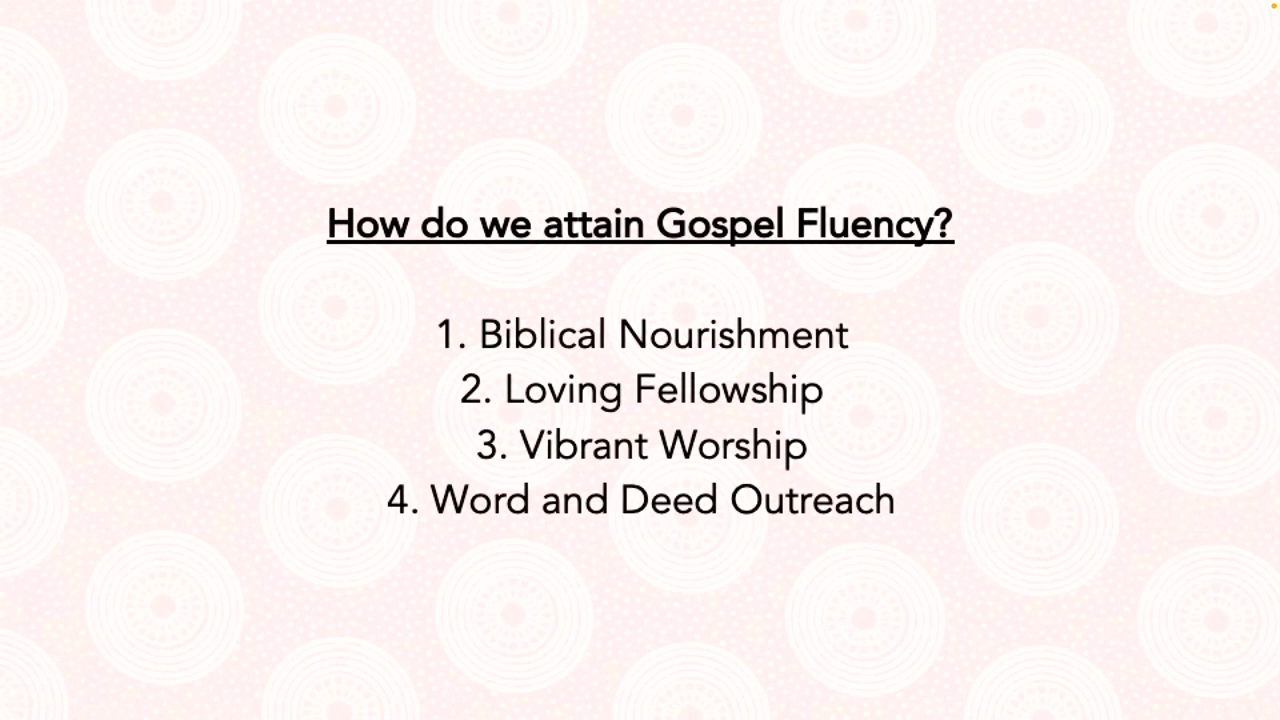 How do we attain Gospel Fluency?
1. Biblical Nourishment
2. Loving Fellowship
3. Vibrant Worship
4. Word and Deed Outreach